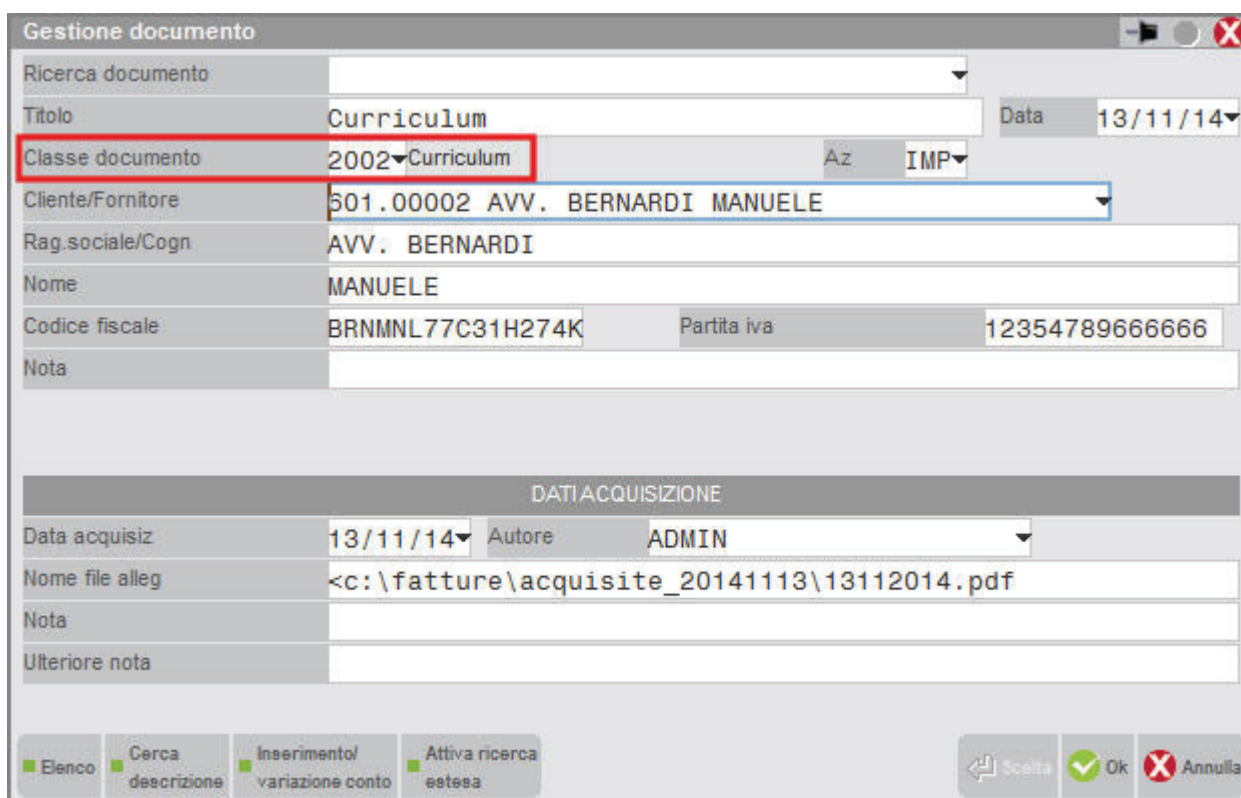 Gestione documento
Ricerca documento
Titolo Curriculum Data 13/11/14
Classe documento 2002 Curriculum Az IMP
Cliente/Fornitore 601.00002 AVV. BERNARDI MANUELE
Rag.sociale/Cogn AVV. BERNARDI
Nome MANUELE
Codice fiscale BRNMNL77C31H274K Partita iva 12354789666666
Nota
DATI ACQUISIZIONE
Data acquisiz 13/11/14 Autore ADMIN
Nome file alleg <c:\fatture\acquisite_20141113\13112014.pdf
Nota
Ulteriore nota
Elenco
Cerca
descrizione
Inserimento/
variazione conto
Attiva ricerca
estesa
Scelta
Ok
Annulla